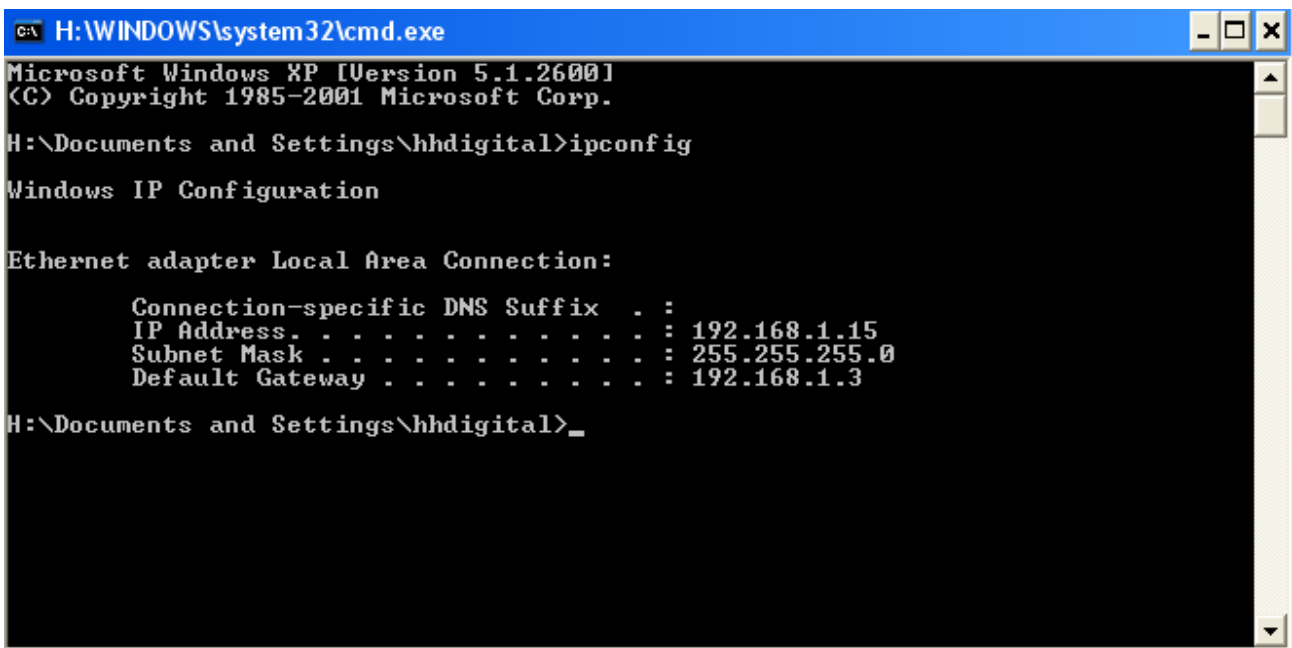 H:\WINDOWS\system32\cmd.exe
Microsoft Windows XP [Version 5.1.2600]
(C) Copyright 1985-2001 Microsoft Corp.
H:\Documents and Settings\hhdigital>ipconfig
Windows IP Configuration
Ethernet adapter Local Area Connection:
Connection-specific DNS Suffix . :
IP Address. . . . . . . . . . . . : 192.168.1.15
Subnet Mask . . . . . . . . . . . : 255.255.255.0
Default Gateway . . . . . . . . . : 192.168.1.3
H:\Documents and Settings\hhdigital>_